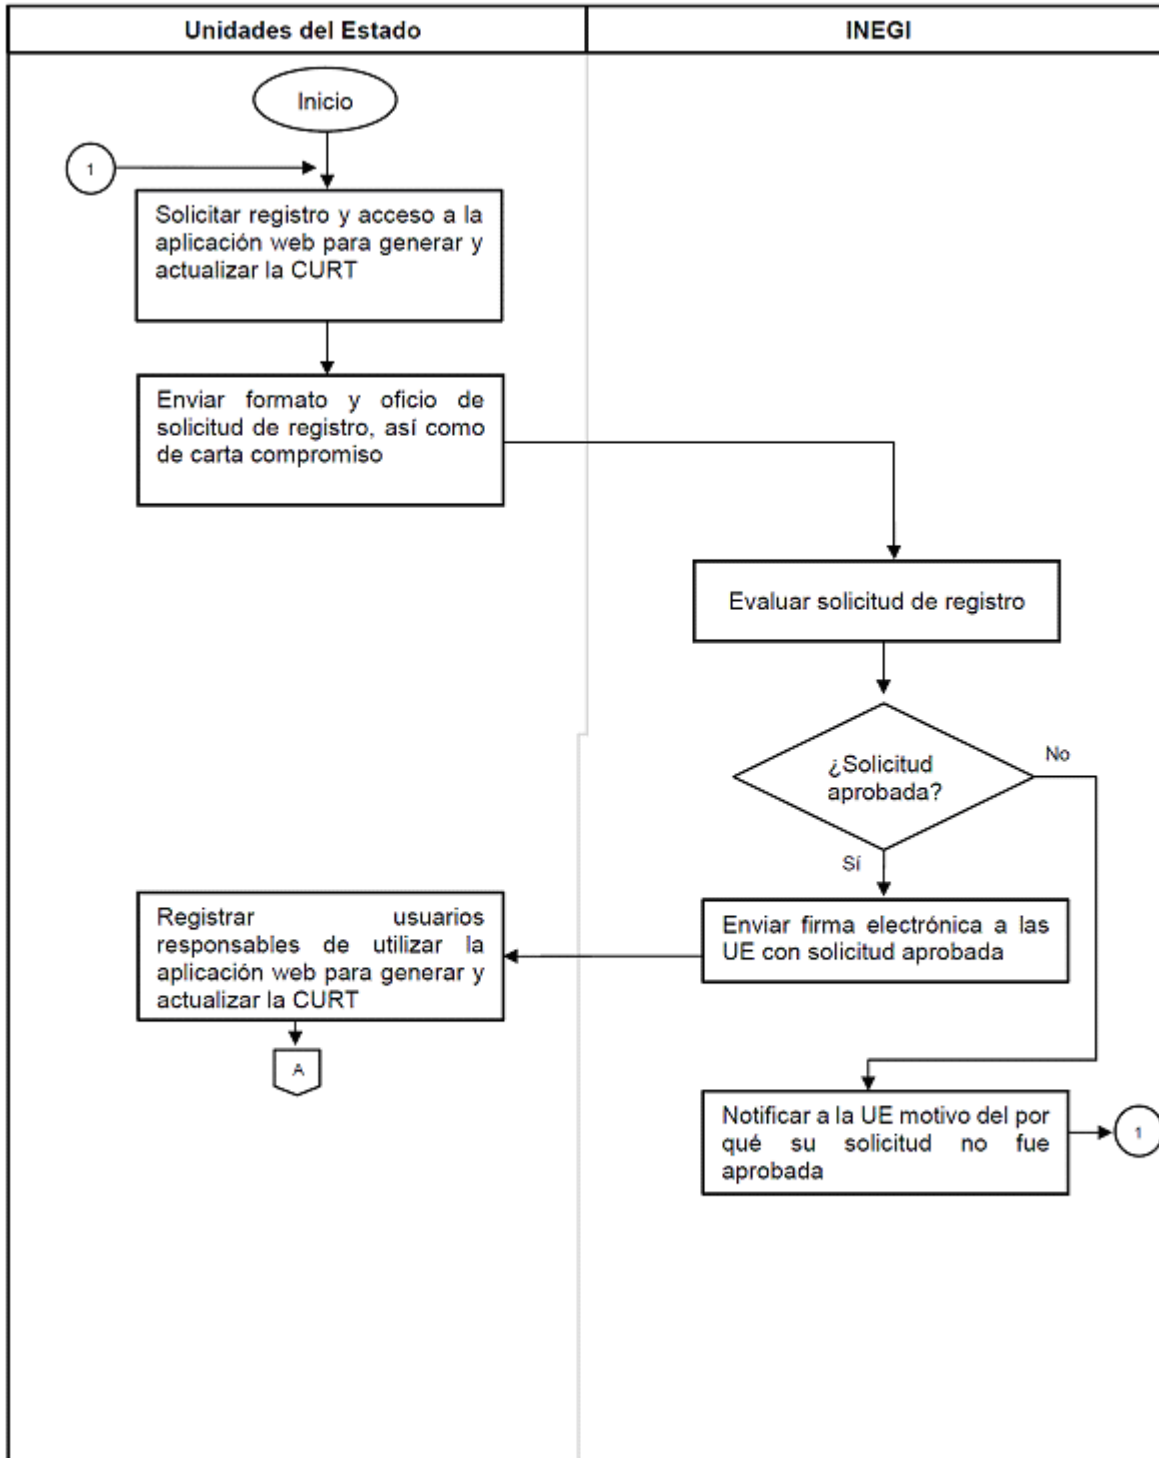 Unidades del Estado
INEGI
Inicio
1
Solicitar registro y acceso a la
aplicación web para generar y
actualizar la CURT
Enviar formato y oficio de
solicitud de registro, así como
de carta compromiso
Evaluar solicitud de registro
¿Solicitud
aprobada?
No
Sí
Enviar firma electrónica a las
UE con solicitud aprobada
Registrar usuarios
responsables de utilizar la
aplicación web para generar y
actualizar la CURT
A
Notificar a la UE motivo del por
qué su solicitud no fue
aprobada
1